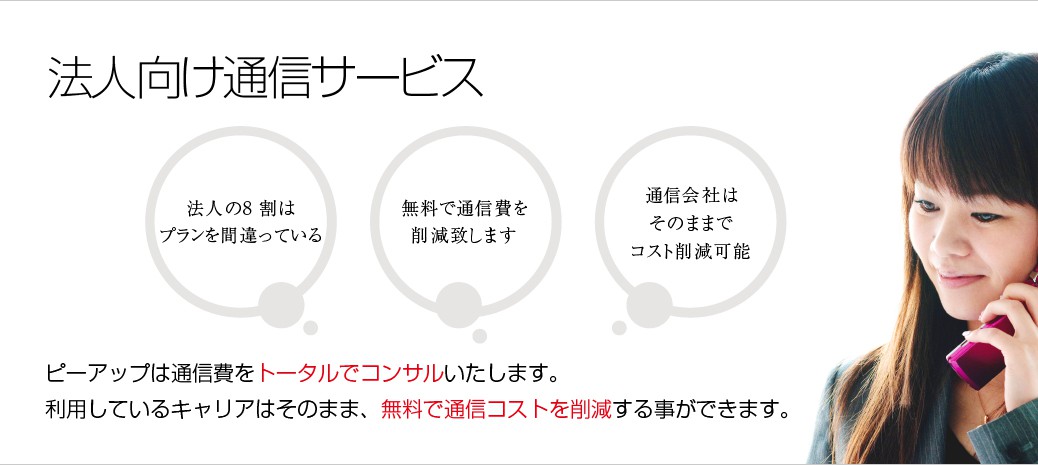 法人向け通信サービス
法人の8割は
プランを間違っている
無料で通信費を
削減致します
通信会社は
そのままで
コスト削減可能
ピーアップは通信費をトータルでコンサルいたします。
利用しているキャリアはそのまま、無料で通信コストを削減する事ができます。